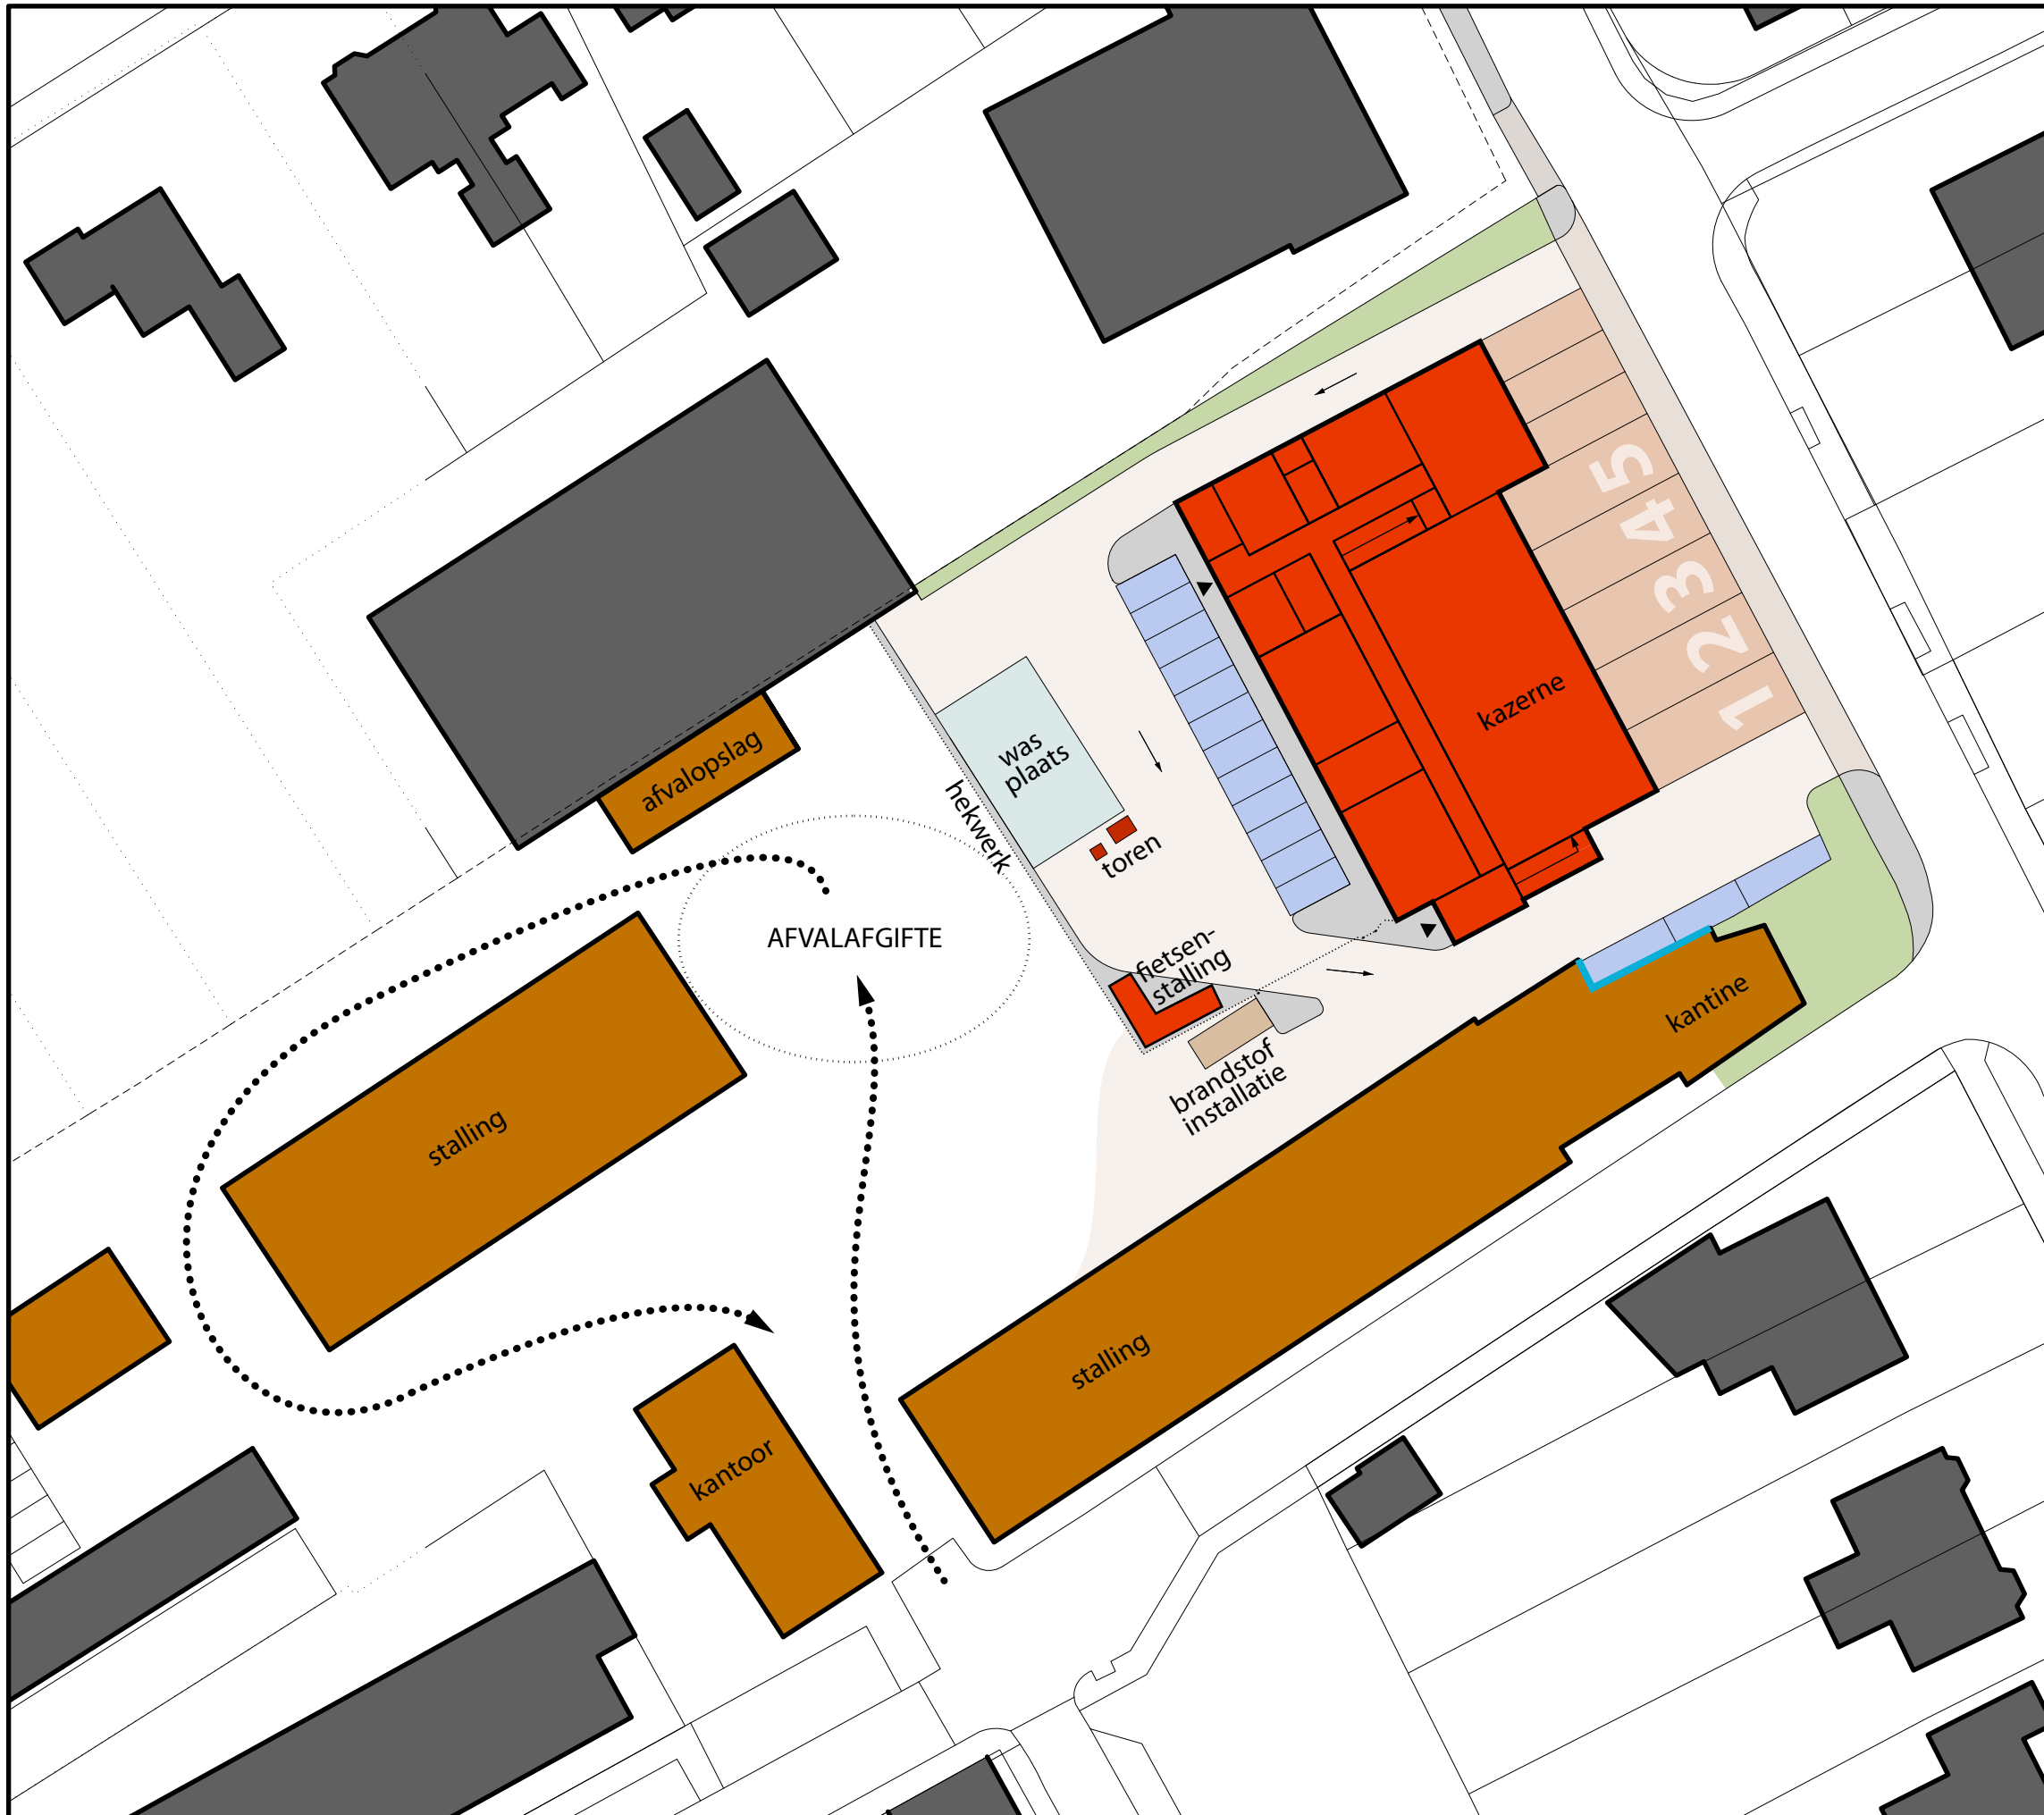 5
4
3
2
1
kazerne
was
plaats
afvalopslag
hekwerk
toren
AFVALAFGIFTE
fietsen-
stalling
kantine
brandstof
installatie
stalling
stalling
kantoor